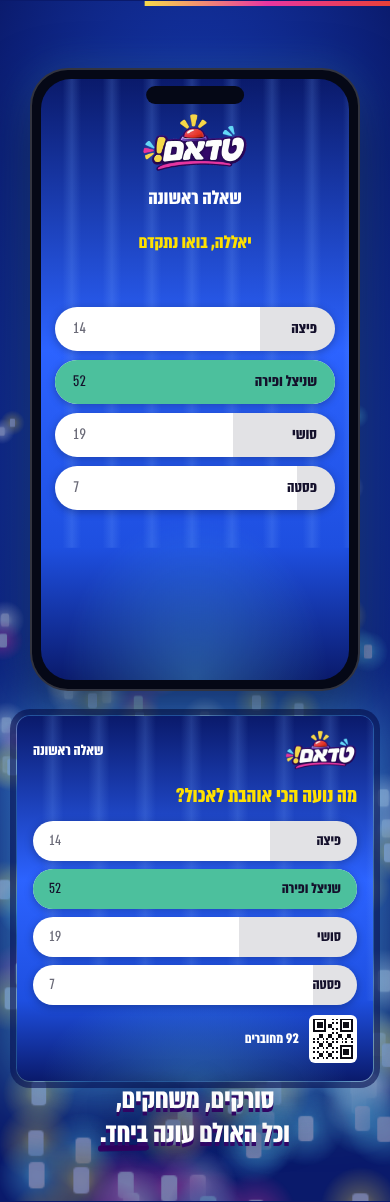 טדאם!
שאלה ראשונה
יאללה, בואו נתקדם
פיצה 14
שניצל ופירה 52
סושי 19
פסטה 7
טדאם!
שאלה ראשונה
מה נועה הכי אוהבת לאכול?
פיצה 14
שניצל ופירה 52
סושי 19
פסטה 7
92 מחוברים
סורקים, משחקים,
וכל האולם עונה ביחד.